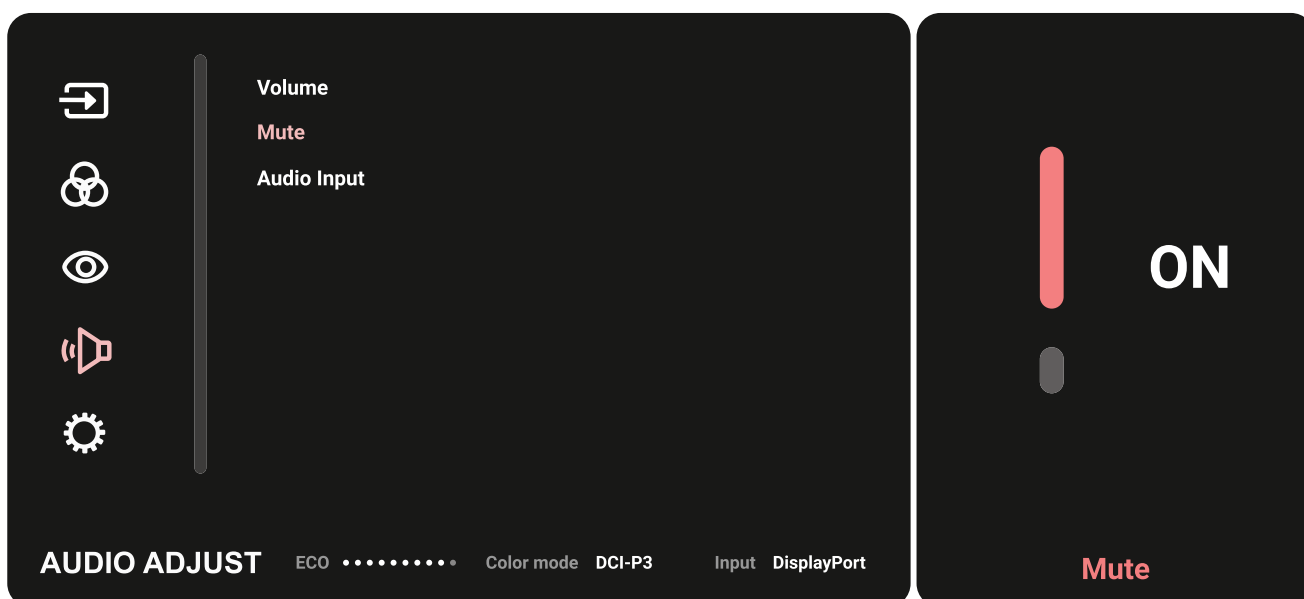 Volume
Mute
Audio Input
AUDIO ADJUST ECO Color mode DCI-P3 Input DisplayPort
ON
Mute